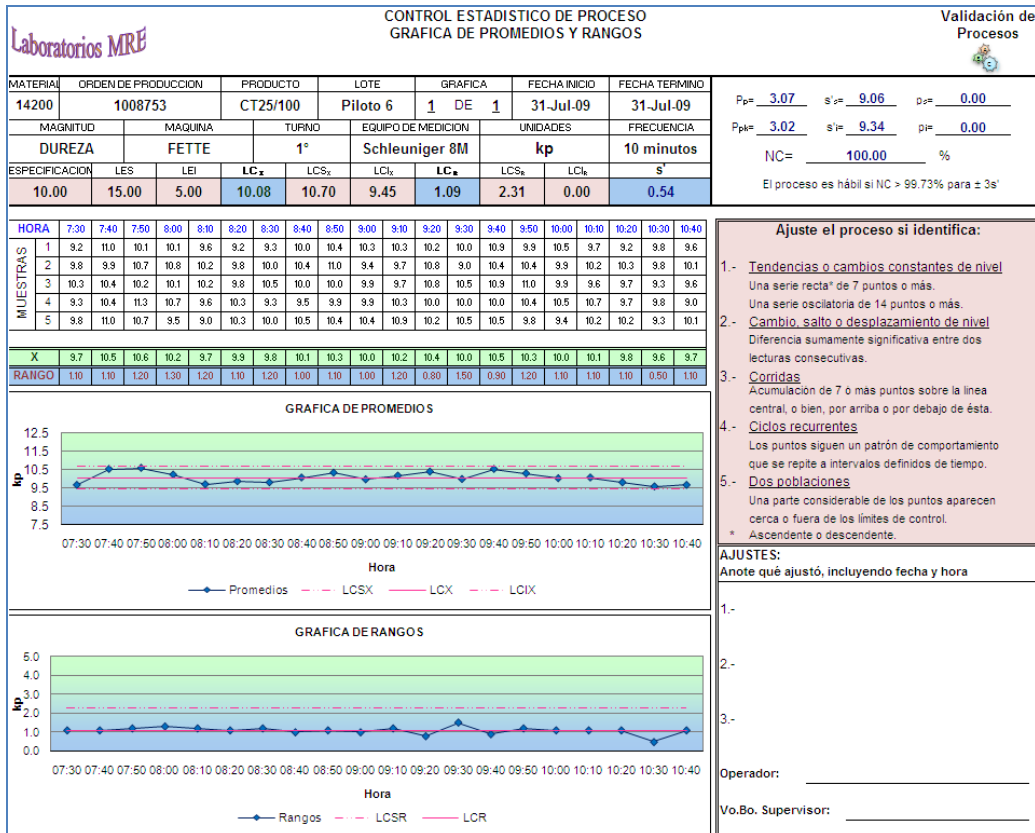 Laboratorios MRE
CONTROL ESTADISTICO DE PROCESO
GRAFICA DE PROMEDIOS Y RANGOS
Validación de
Procesos
MATERIAL ORDEN DE PRODUCCION PRODUCTO LOTE GRAFICA FECHA INICIO FECHA TERMINO
14200 1008753 CT25/100 Piloto 6 1 DE 1 31-Jul-09 31-Jul-09
MAGNITUD MAQUINA TURNO EQUIPO DE MEDICION UNIDADES FRECUENCIA
DUREZA FETTE 1° Schleuniger 8M kp 10 minutos
ESPECIFICACION LES LEI LCx LCSx LCIx LCR LCSR LCIR s'
10.00 15.00 5.00 10.08 10.70 9.45 1.09 2.31 0.00 0.54
Pp= 3.07 s's= 9.06 ps= 0.00
Ppk= 3.02 s'i= 9.34 pi= 0.00
NC= 100.00 %
El proceso es hábil si NC > 99.73% para ± 3s'
HORA 7:30 7:40 7:50 8:00 8:10 8:20 8:30 8:40 8:50 9:00 9:10 9:20 9:30 9:40 9:50 10:00 10:10 10:20 10:30 10:40
MUESTRAS
1 9.2 11.0 10.1 10.1 9.6 9.2 9.3 10.0 10.4 10.3 10.3 10.2 10.0 10.9 9.9 10.5 9.7 9.2 9.8 9.6
2 9.8 9.9 10.7 10.8 10.2 9.8 10.0 10.4 11.0 9.4 9.7 10.8 9.0 10.4 10.4 9.9 10.2 10.3 9.8 10.1
3 10.3 10.4 10.2 10.1 10.2 9.8 10.5 10.0 10.0 9.9 9.7 10.8 10.5 10.9 11.0 9.9 9.6 9.7 9.3 9.6
4 9.3 10.4 11.3 10.7 9.6 10.3 9.3 9.5 9.9 9.9 10.3 10.0 10.0 10.0 10.4 10.5 10.7 9.7 9.8 9.0
5 9.8 11.0 10.7 9.5 9.0 10.3 10.0 10.5 10.4 10.4 10.9 10.2 10.5 10.5 9.8 9.4 10.2 10.2 9.3 10.1
X 9.7 10.5 10.6 10.2 9.7 9.9 9.8 10.1 10.3 10.0 10.2 10.4 10.0 10.5 10.3 10.0 10.1 9.8 9.6 9.7
RANGO 1.10 1.10 1.20 1.30 1.20 1.10 1.20 1.00 1.10 1.00 1.20 0.80 1.50 0.90 1.20 1.10 1.10 1.10 0.50 1.10
GRAFICA DE PROMEDIOS
12.5
11.5
10.5
9.5
8.5
7.5
kp
07:30 07:40 07:50 08:00 08:10 08:20 08:30 08:40 08:50 09:00 09:10 09:20 09:30 09:40 09:50 10:00 10:10 10:20 10:30 10:40
Hora
Promedios LCSX LCX LCIX
GRAFICA DE RANGOS
5.0
4.0
3.0
2.0
1.0
0.0
kp
07:30 07:40 07:50 08:00 08:10 08:20 08:30 08:40 08:50 09:00 09:10 09:20 09:30 09:40 09:50 10:00 10:10 10:20 10:30 10:40
Hora
Rangos LCSR LCR
Ajuste el proceso si identifica:
1.- Tendencias o cambios constantes de nivel
Una serie recta* de 7 puntos o más.
Una serie oscilatoria de 14 puntos o más.
2.- Cambio, salto o desplazamiento de nivel
Diferencia sumamente significativa entre dos
lecturas consecutivas.
3.- Corridas
Acumulación de 7 ó más puntos sobre la linea
central, o bien, por arriba o por debajo de ésta.
4.- Ciclos recurrentes
Los puntos siguen un patrón de comportamiento
que se repite a intervalos definidos de tiempo.
5.- Dos poblaciones
Una parte considerable de los puntos aparecen
cerca o fuera de los límites de control.
* Ascendente o descendente.
AJUSTES:
Anote qué ajustó, incluyendo fecha y hora
1.-
2.-
3.-
Operador:
Vo.Bo. Supervisor: